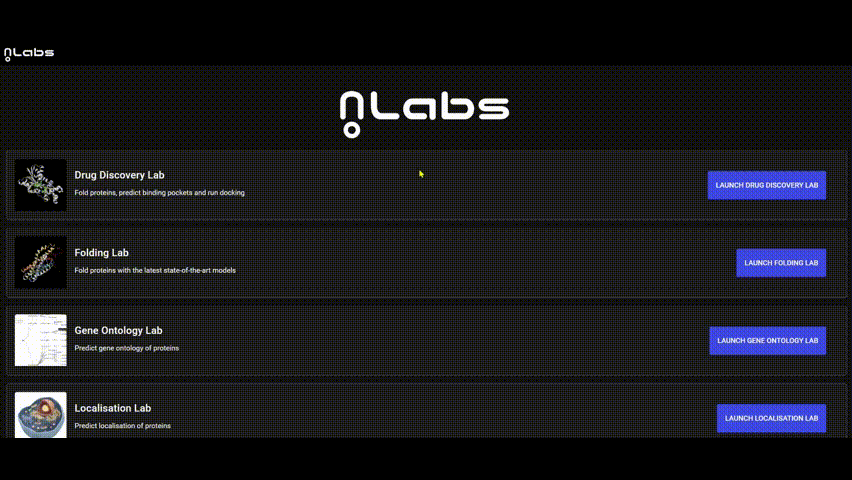 nLabs
nLabs
Drug Discovery Lab
Fold proteins, predict binding pockets and run docking
LAUNCH DRUG DISCOVERY LAB
Folding Lab
Fold proteins with the latest state-of-the-art models
LAUNCH FOLDING LAB
Gene Ontology Lab
Predict gene ontology of proteins
LAUNCH GENE ONTOLOGY LAB
Localisation Lab
Predict localisation of proteins
LAUNCH LOCALISATION LAB